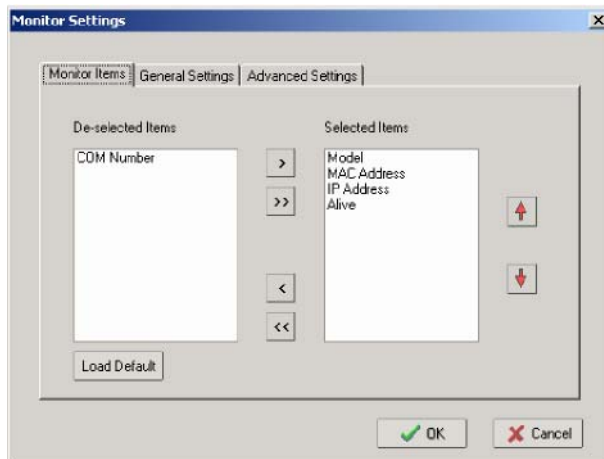 Monitor Settings
Monitor Items
General Settings
Advanced Settings
De-selected Items
COM Number
>
>>
<
<<
Selected Items
Model
MAC Address
IP Address
Alive
Load Default
OK
Cancel